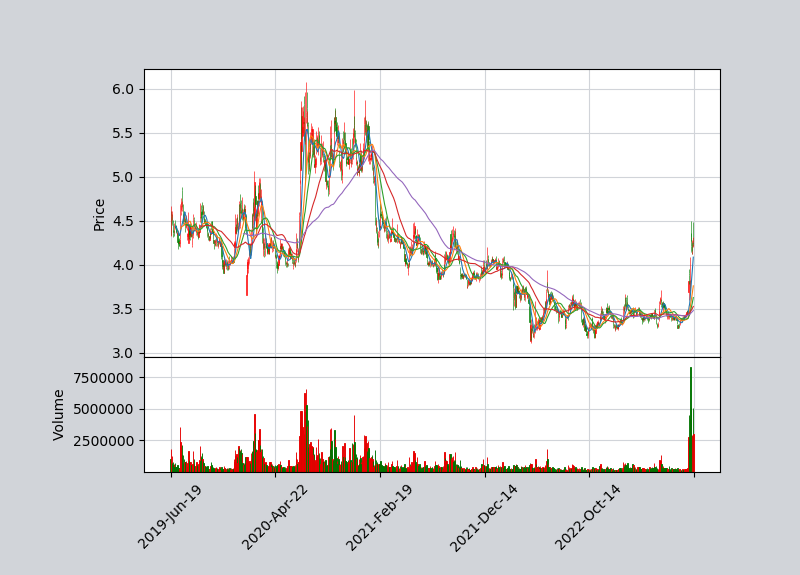 6.0
5.5
5.0
4.5
4.0
3.5
3.0
Price
7500000
5000000
2500000
Volume
2019-Jun-19
2020-Apr-22
2021-Feb-19
2021-Dec-14
2022-Oct-14